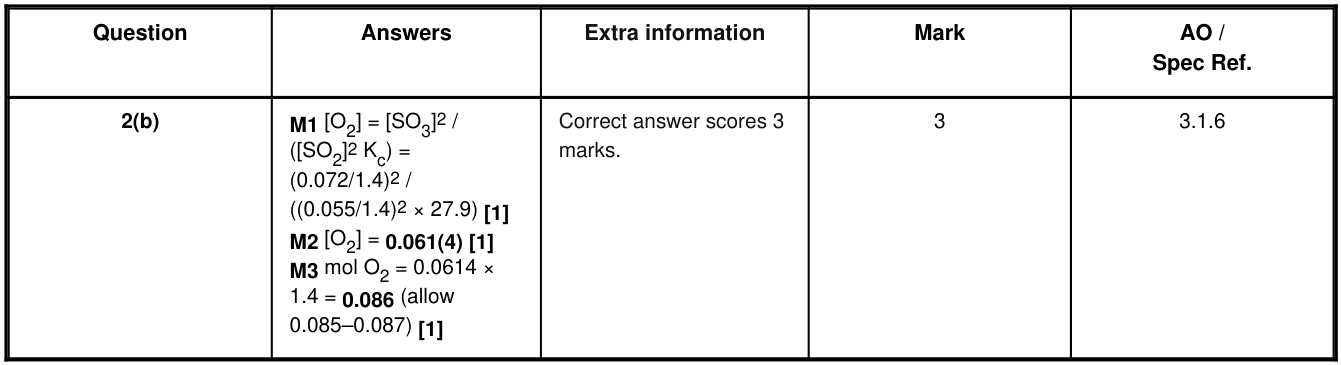 Question Answers Extra information Mark AO /
Spec Ref.
2(b)
M1 [O2] = [SO3]2 /
([SO2]2 Kc) =
(0.072/1.4)2 /
((0.055/1.4)2 × 27.9) [1]
M2 [O2] = 0.061(4) [1]
M3 mol O2 = 0.0614 ×
1.4 = 0.086 (allow
0.085–0.087) [1]
Correct answer scores 3
marks.
3
3.1.6